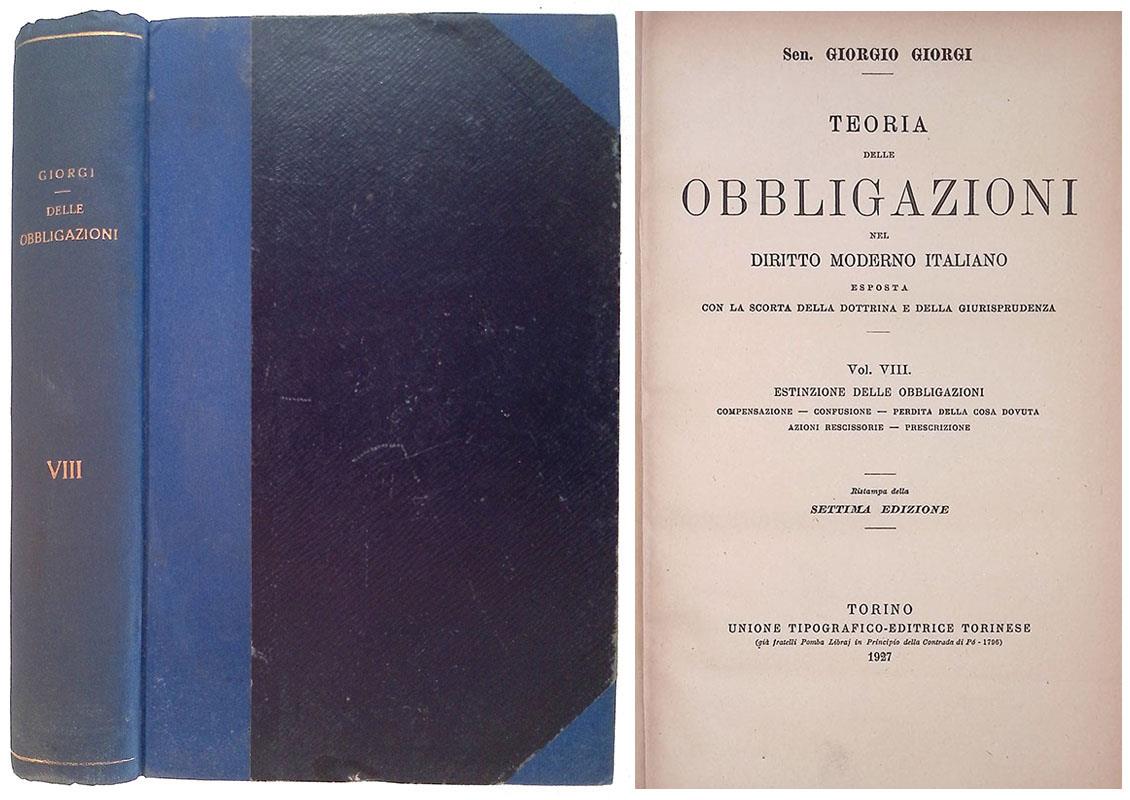 GIORGI
DELLE
OBBLIGAZIONI
VIII
Sen. GIORGIO GIORGI
TEORIA
DELLE
OBBLIGAZIONI
NEL
DIRITTO MODERNO ITALIANO
ESPOSTA
CON LA SCORTA DELLA DOTTRINA E DELLA GIURISPRUDENZA
Vol. VIII.
ESTINZIONE DELLE OBBLIGAZIONI
COMPENSAZIONE — CONFUSIONE — PERDITA DELLA COSA DOVUTA
AZIONI RESCISSORIE — PRESCRIZIONE
Ristampa della
SETTIMA EDIZIONE
TORINO
UNIONE TIPOGRAFICO-EDITRICE TORINESE
(già fratelli Pomba Libraj in Principio della Contrada di Pò - 1796)
1927